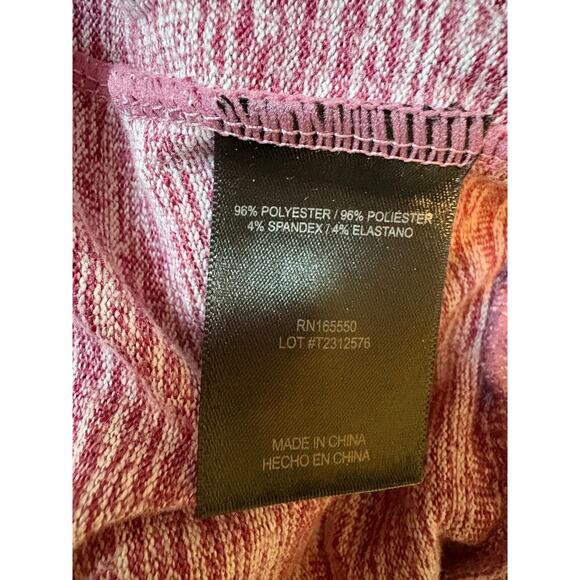 96% POLYESTER / 96% POLIÉSTER
4% SPANDEX / 4% ELASTANO
RN165550
LOT #T2312576
MADE IN CHINA
HECHO EN CHINA